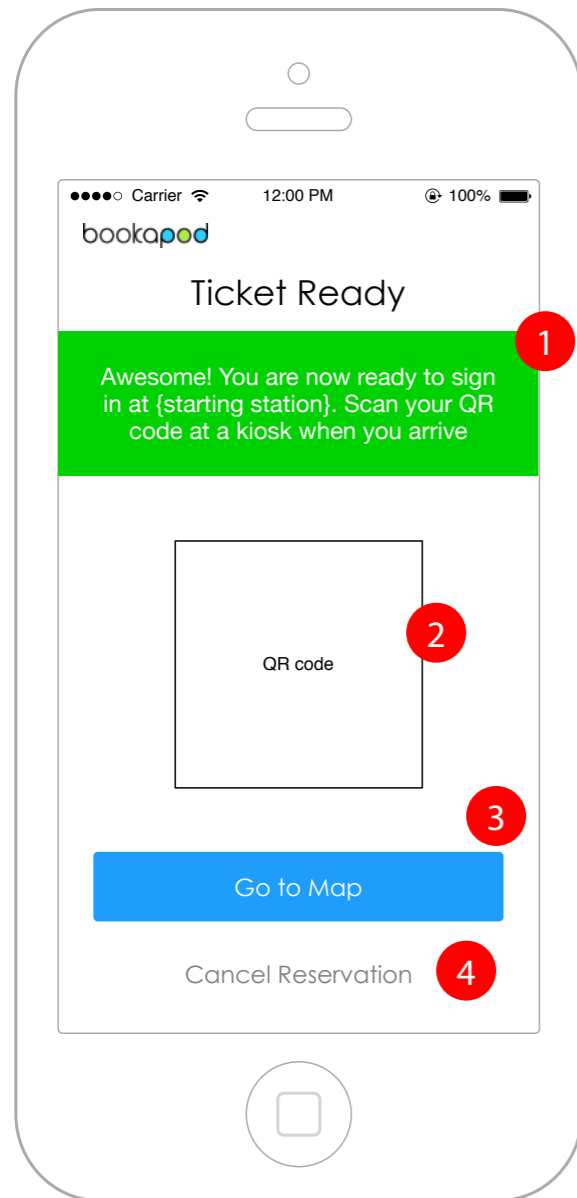 ●●●●○ Carrier 12:00 PM 100%
bookapod
Ticket Ready
1
Awesome! You are now ready to sign
in at {starting station}. Scan your QR
code at a kiosk when you arrive
2
QR code
3
Go to Map
Cancel Reservation 4